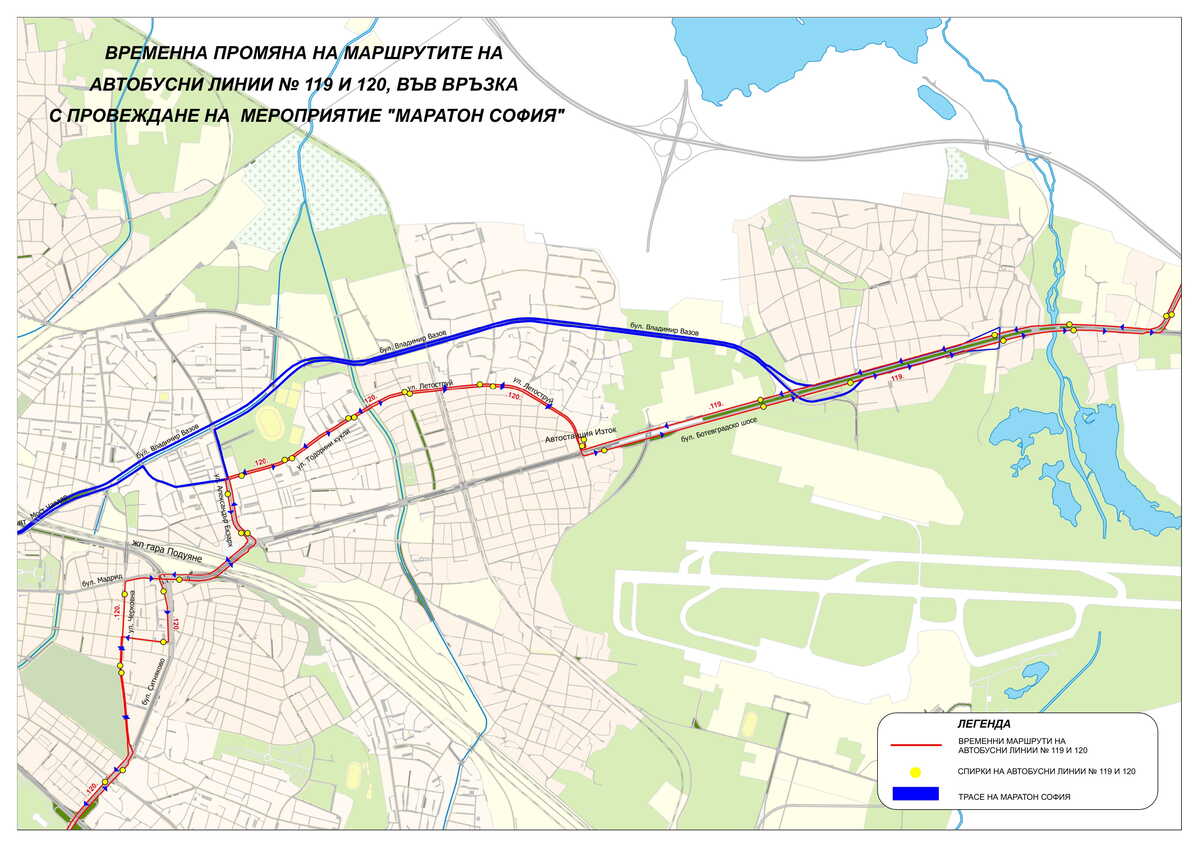 ВРЕМЕННА ПРОМЯНА НА МАРШРУТИТЕ НА
АВТОБУСНИ ЛИНИИ № 119 И 120, ВЪВ ВРЪЗКА
С ПРОВЕЖДАНЕ НА МЕРОПРИЯТИЕ "МАРАТОН СОФИЯ"
бул. Владимир Вазов
бул. Владимир Вазов
ул. Летоструй
ул. Летоструй
.120.
.120.
.119.
.119.
бул. Владимир Вазов
Автостанция Изток
бул. Ботевградско шосе
ул. Тодорини кукли
.120.
ул. Александър Екзарх
жп гара Подуяне
бул. Мадрид
.120.
ул. Черковна
.120.
бул. Ситняково
.120.
ЛЕГЕНДА
ВРЕМЕННИ МАРШРУТИ НА
АВТОБУСНИ ЛИНИИ № 119 И 120
СПИРКИ НА АВТОБУСНИ ЛИНИИ № 119 И 120
ТРАСЕ НА МАРАТОН СОФИЯ